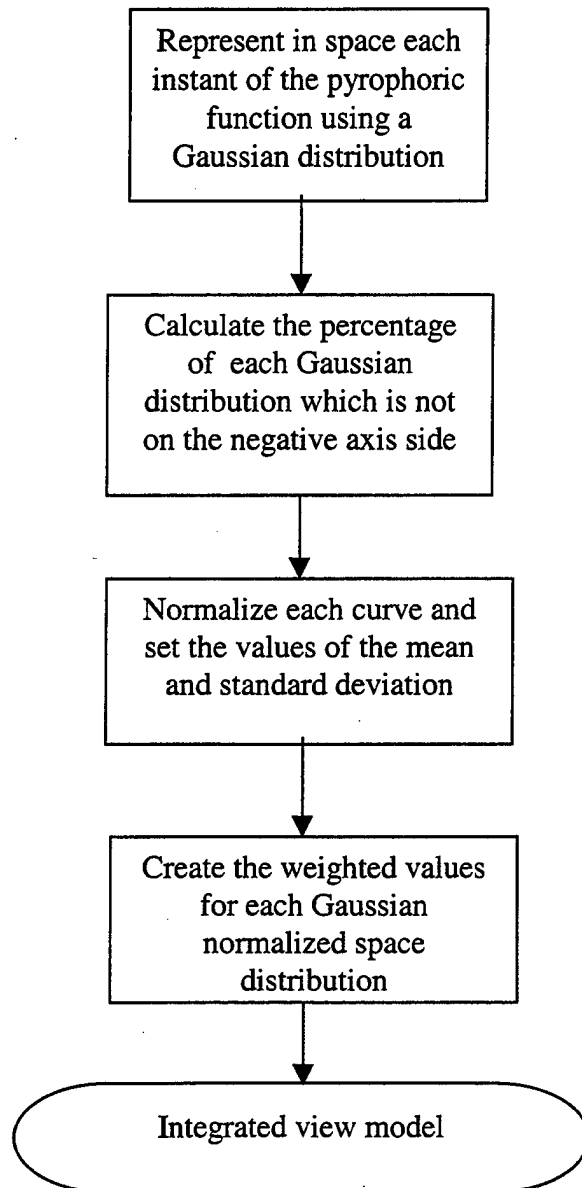 Represent in space each
instant of the pyrophoric
function using a
Gaussian distribution
Calculate the percentage
of each Gaussian
distribution which is not
on the negative axis side
Normalize each curve and
set the values of the mean
and standard deviation
Create the weighted values
for each Gaussian
normalized space
distribution
Integrated view model